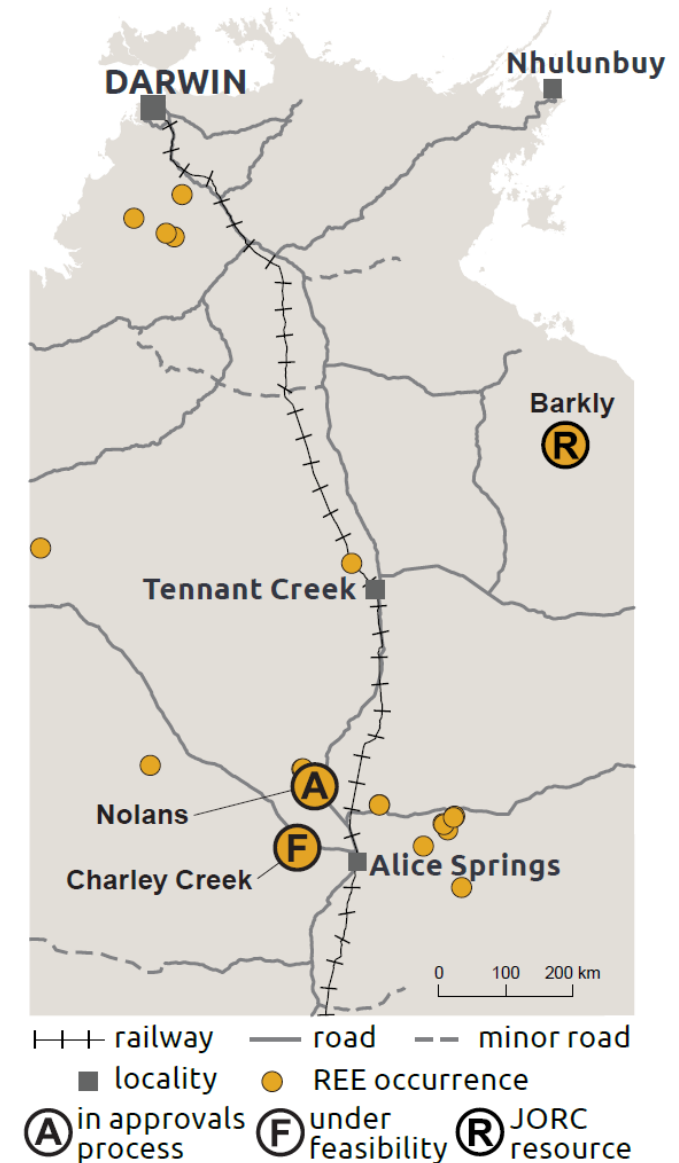 DARWIN
Nhulunbuy
Barkly
R
Tennant Creek
A
Nolans
F
Charley Creek
Alice Springs
0 100 200 km
railway road minor road
locality REE occurrence
A in approvals process
F under feasibility
R JORC resource